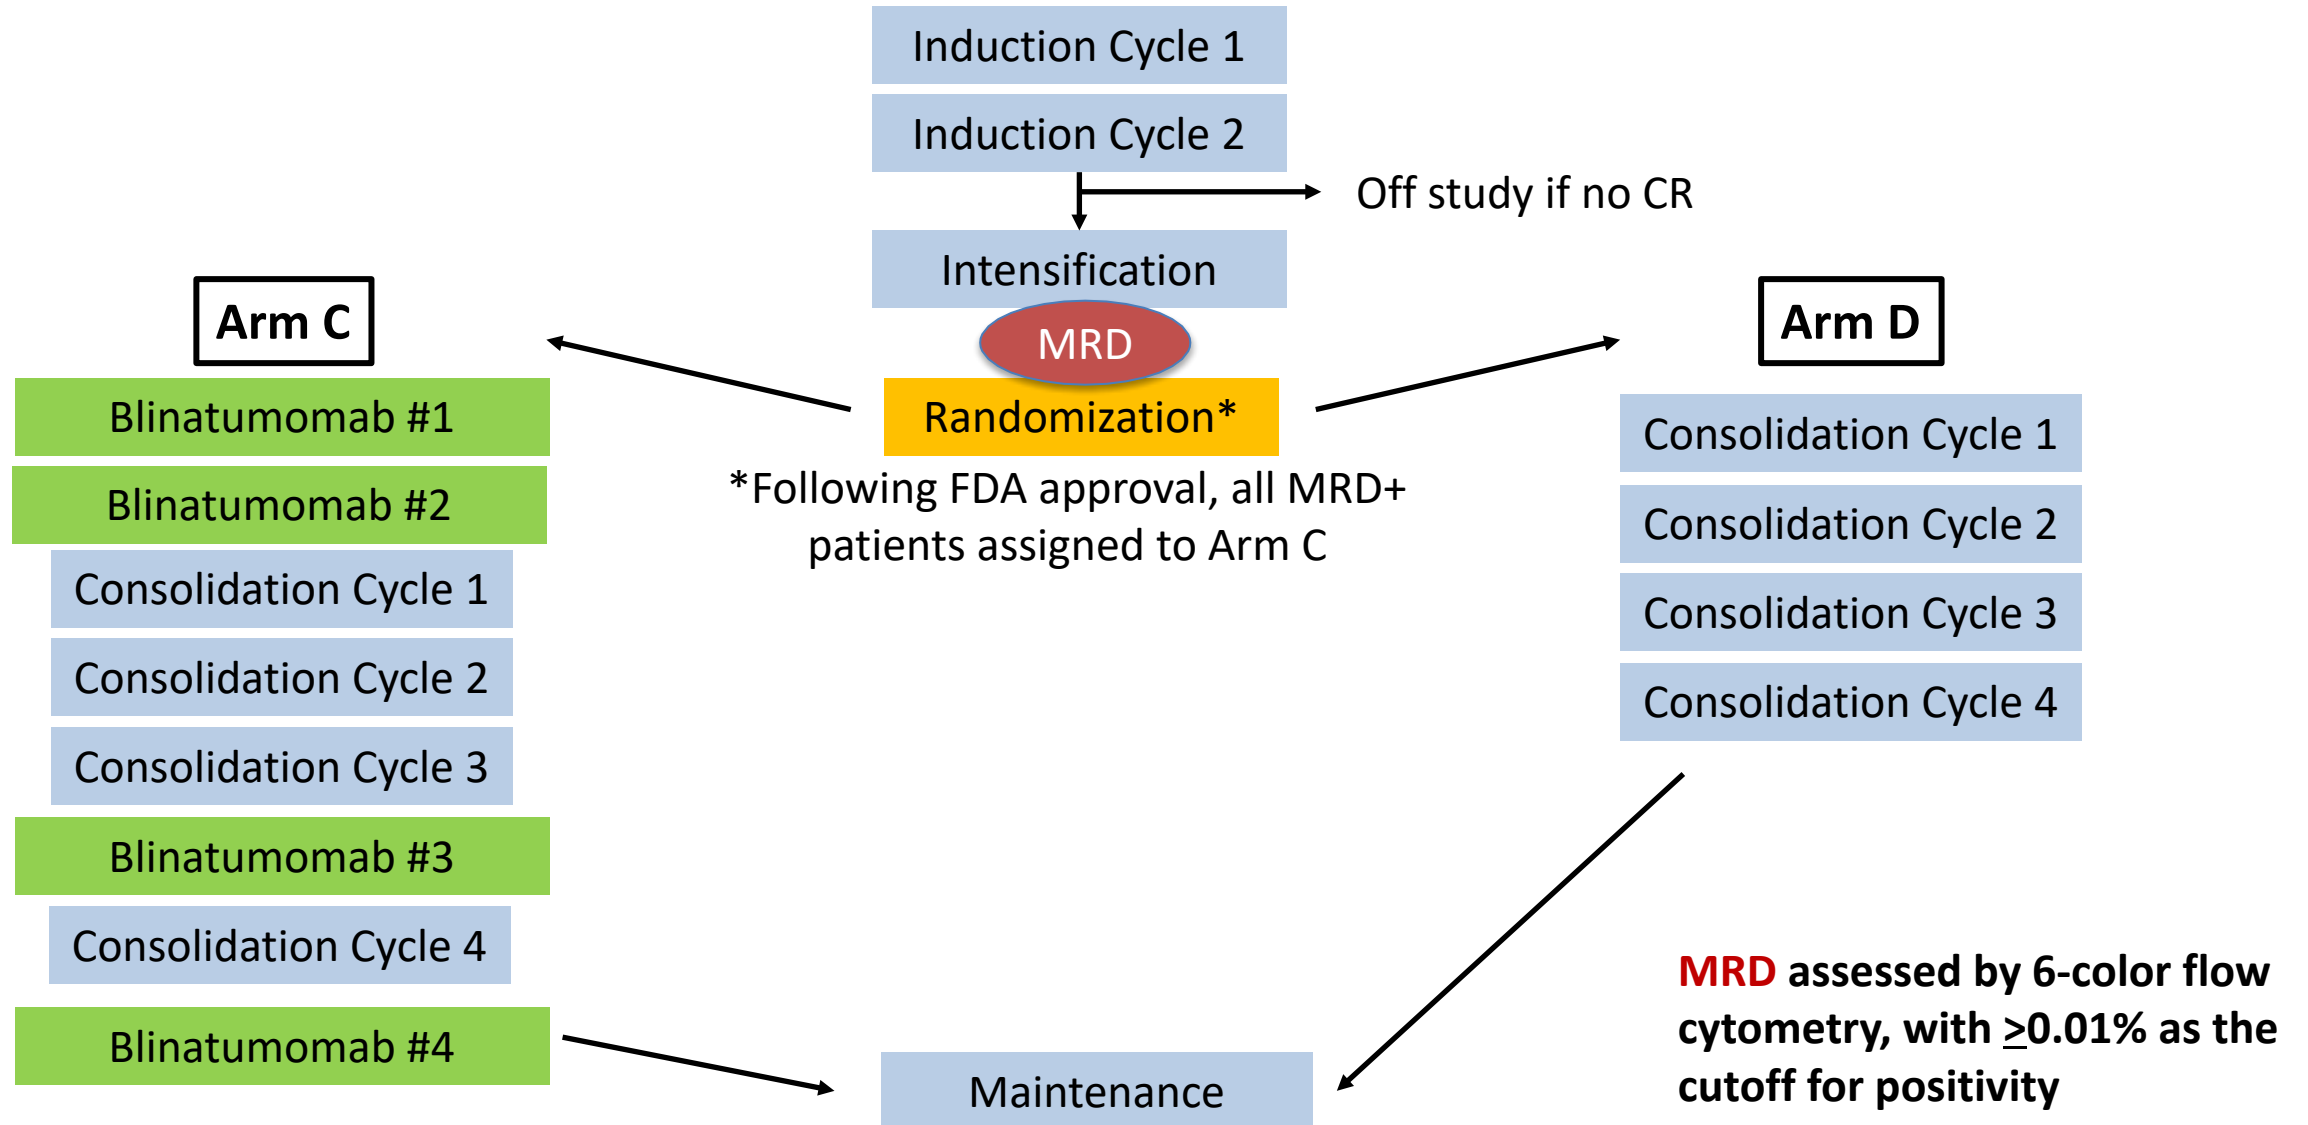 Induction Cycle 1
Induction Cycle 2
Off study if no CR
Intensification
MRD
Randomization*
*Following FDA approval, all MRD+
patients assigned to Arm C
Arm C
Blinatumomab #1
Blinatumomab #2
Consolidation Cycle 1
Consolidation Cycle 2
Consolidation Cycle 3
Blinatumomab #3
Consolidation Cycle 4
Blinatumomab #4
Arm D
Consolidation Cycle 1
Consolidation Cycle 2
Consolidation Cycle 3
Consolidation Cycle 4
Maintenance
MRD assessed by 6-color flow
cytometry, with ≥0.01% as the
cutoff for positivity